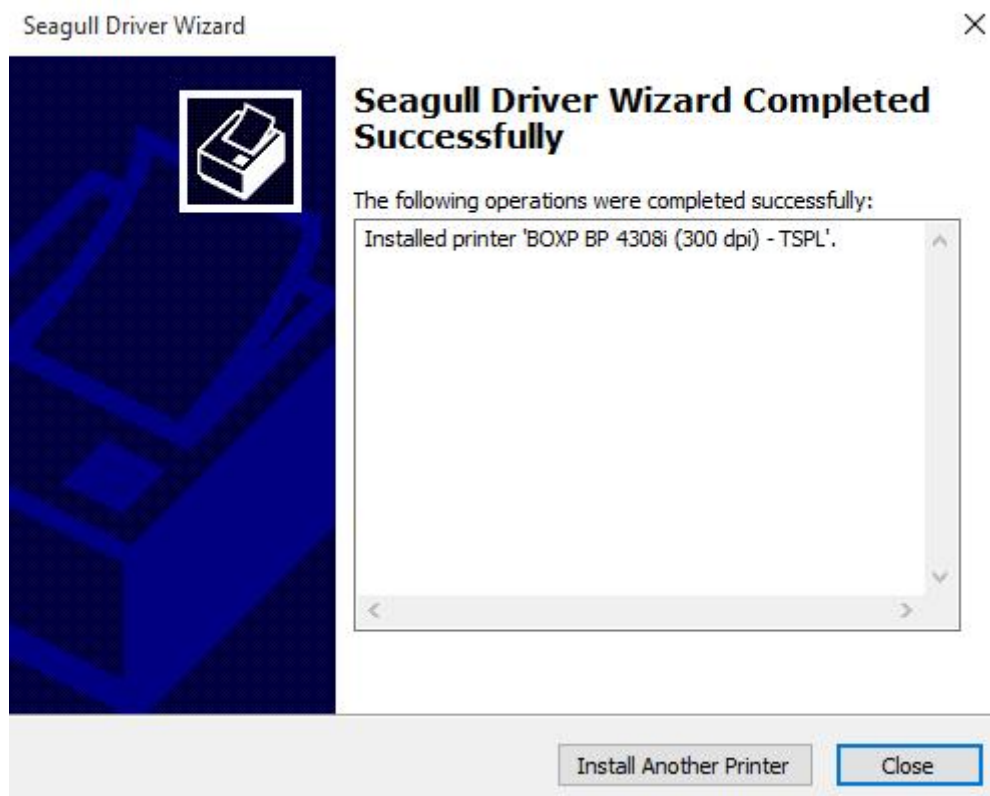 Seagull Driver Wizard
Seagull Driver Wizard Completed
Successfully
The following operations were completed successfully:
Installed printer 'BOXP BP 4308i (300 dpi) - TSPL'.
Install Another Printer
Close